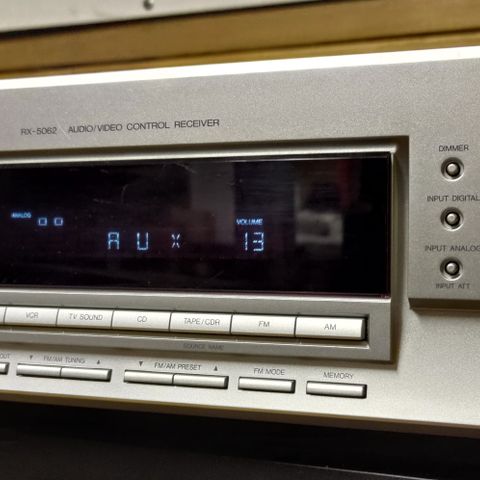 RX-5062 AUDIO/VIDEO CONTROL RECEIVER
DIMMER
INPUT DIGITAL
INPUT ANALOG
INPUT ATT
ANALOG
VOLUME
AUX 13
VCR TV SOUND CD TAPE/CDR FM AM
SOURCE NAME
OUT ▼ FM/AM TUNING ▲ ▼ FM/AM PRESET ▲ FM MODE MEMORY